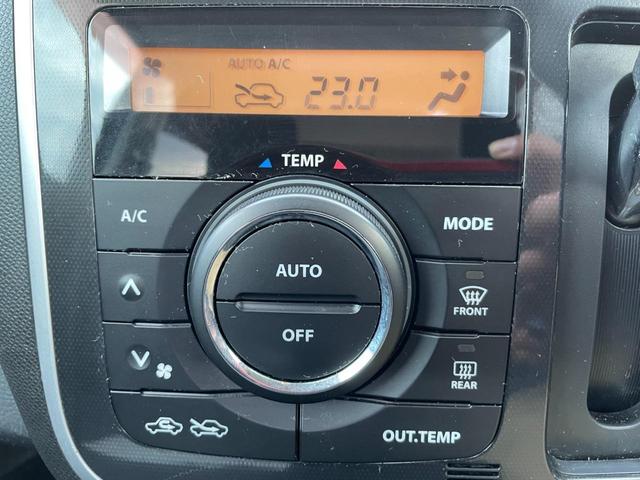 AUTO A/C
23.0
TEMP
A/C
MODE
AUTO
OFF
FRONT
REAR
OUT.TEMP